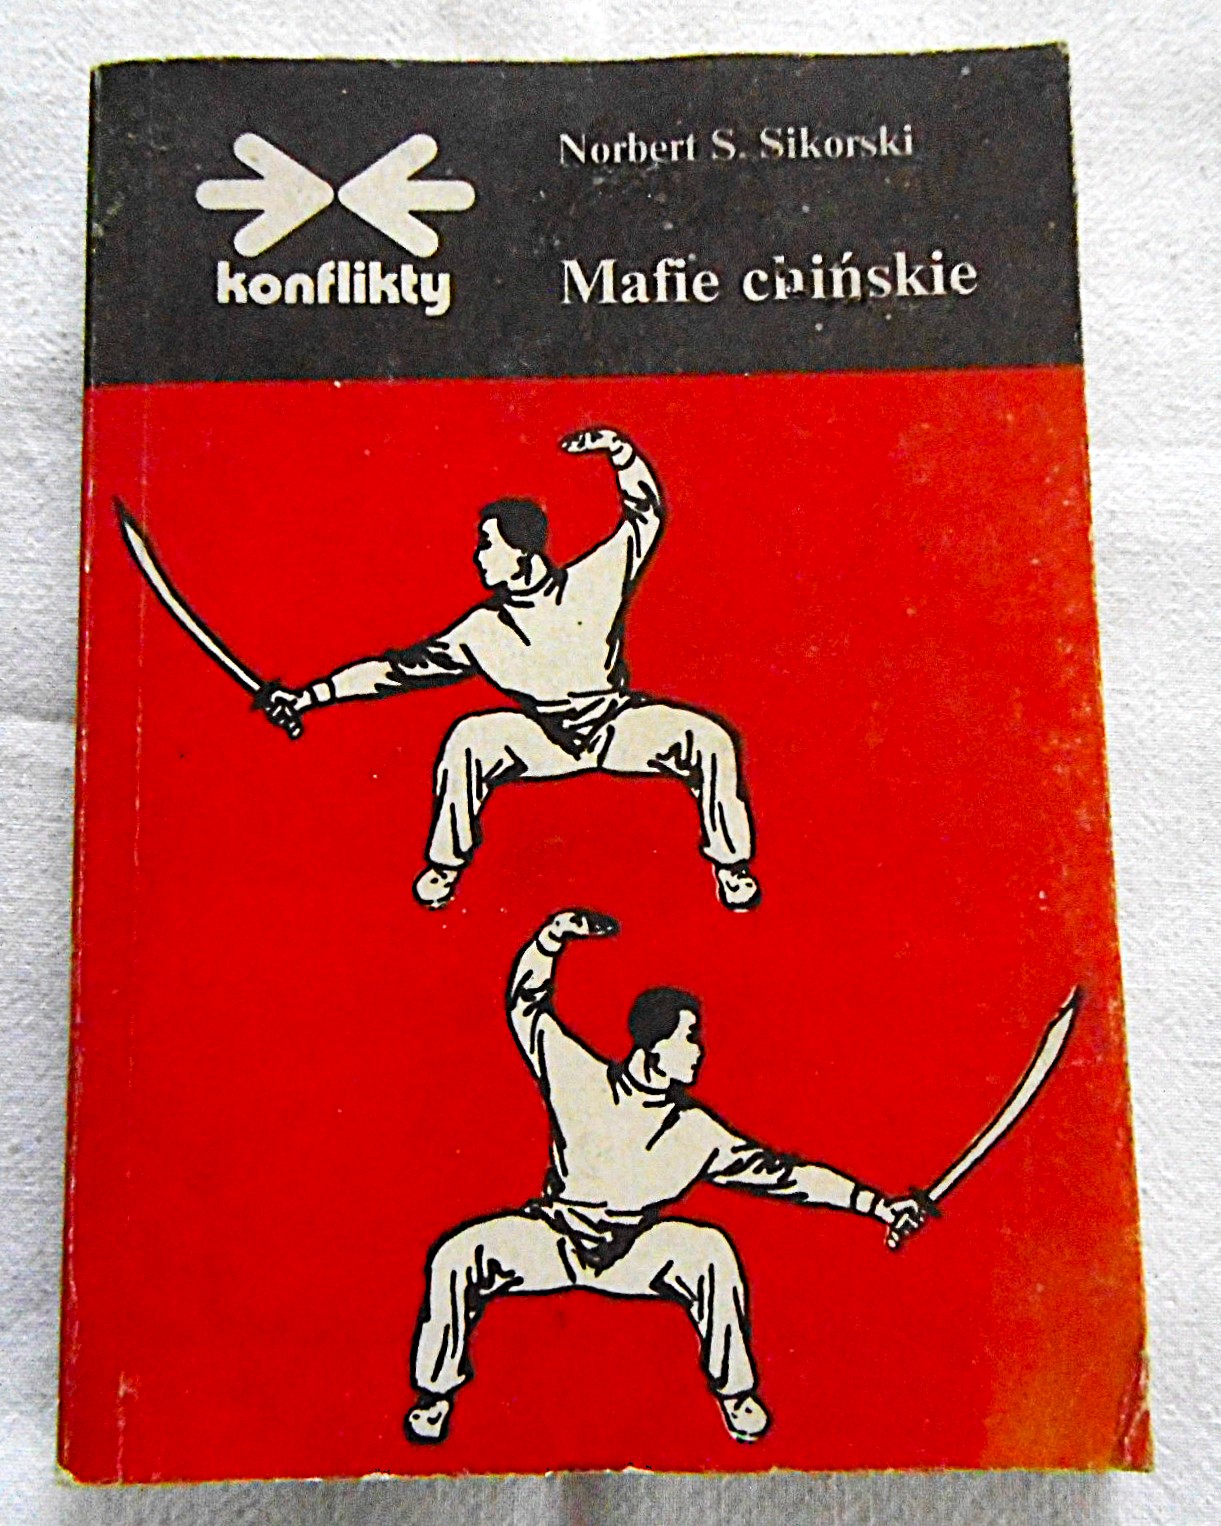 Norbert S. Sikorski
konflikty
Mafie chińskie